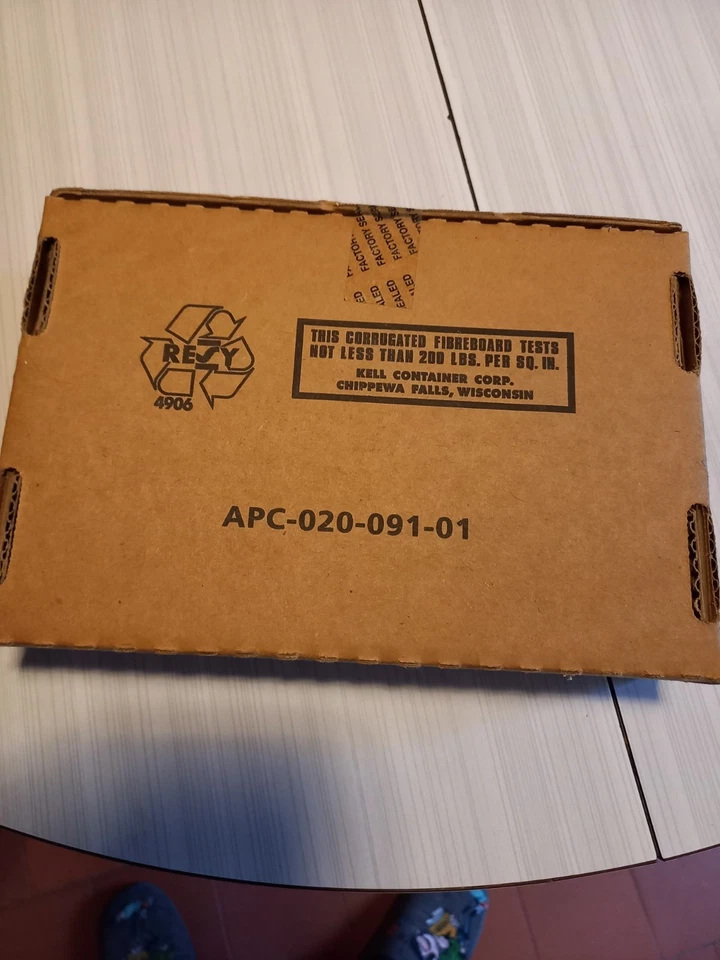 FACTORY SEALED
RESY
4906
THIS CORRUGATED FIBREBOARD TESTS
NOT LESS THAN 200 LBS. PER SQ. IN.
KELL CONTAINER CORP.
CHIPPEWA FALLS, WISCONSIN
APC-020-091-01